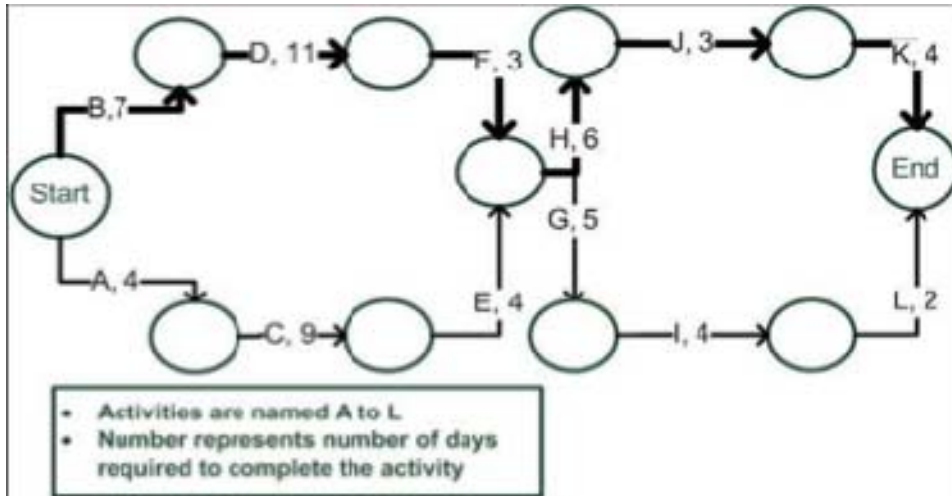 D, 11
F, 3
J, 3
K, 4
B,7
H, 6
Start
End
G, 5
A, 4
E, 4
L, 2
C, 9
I, 4
• Activities are named A to L
• Number represents number of days
required to complete the activity